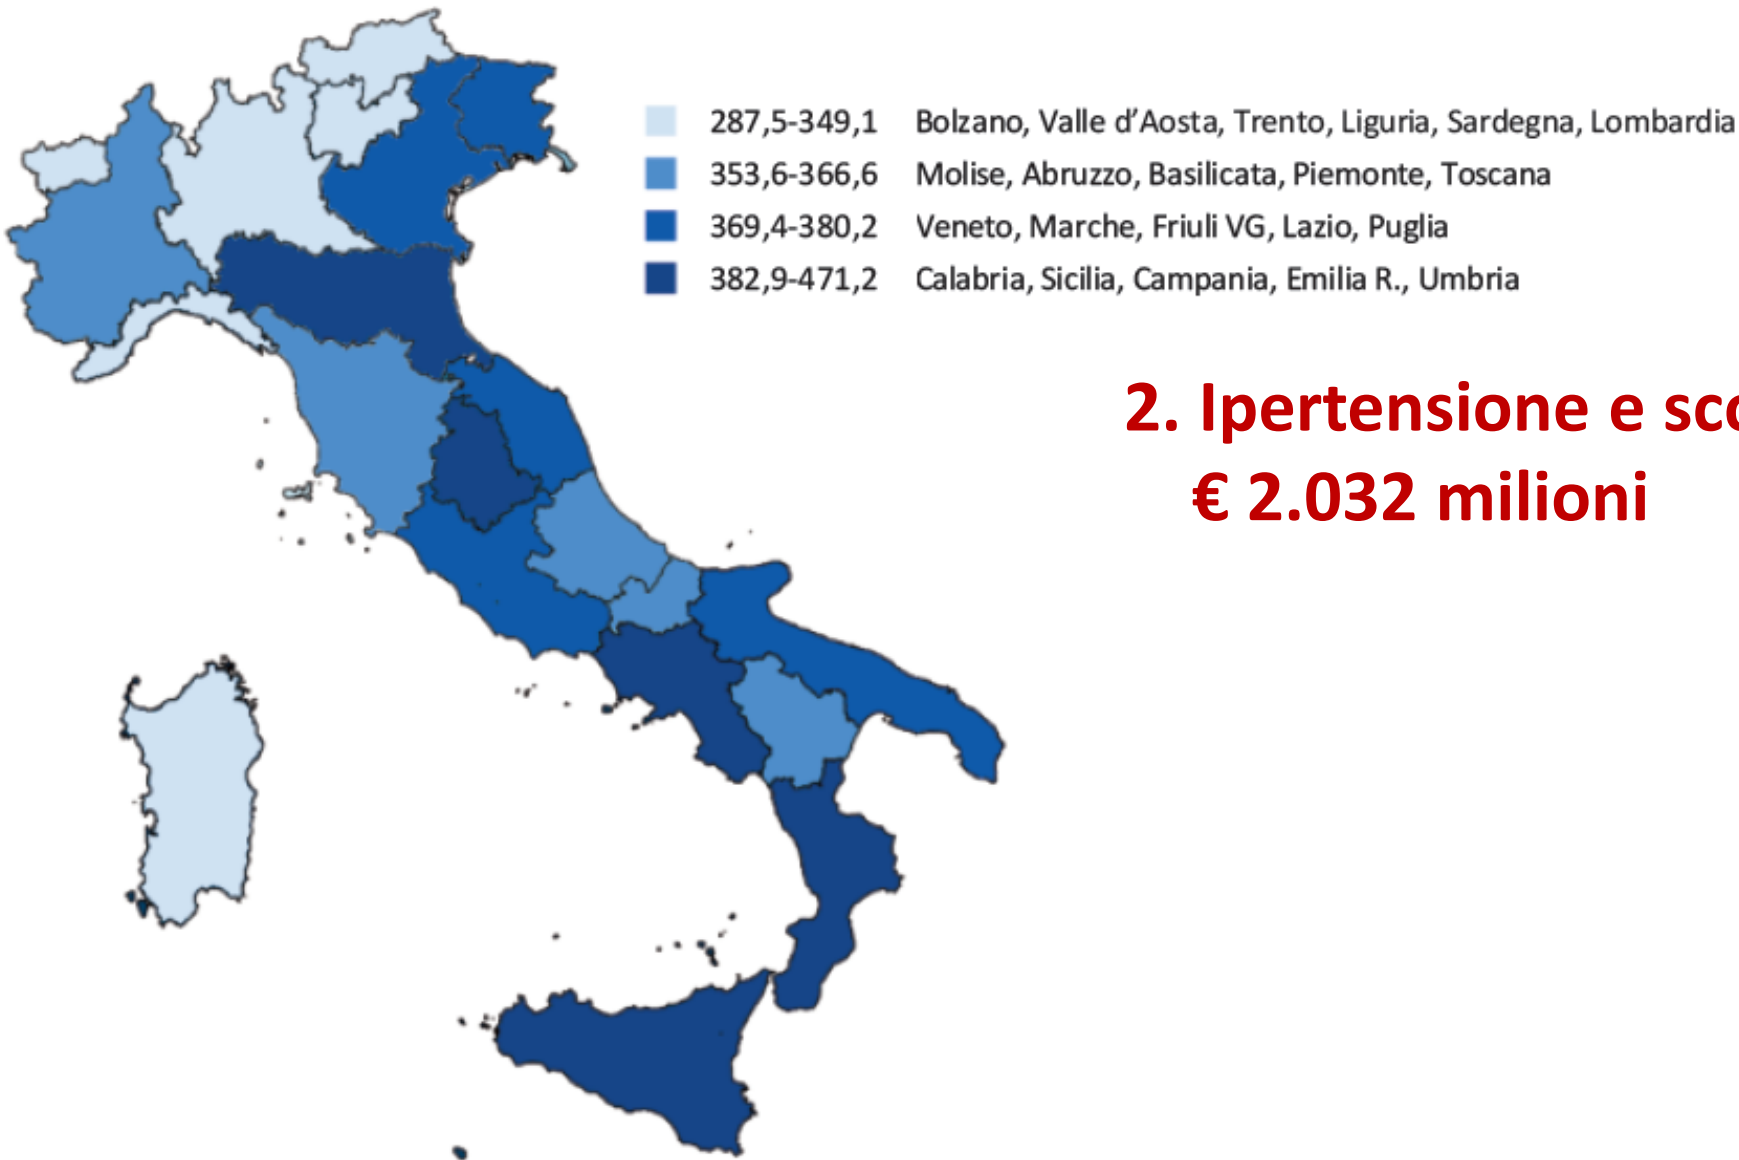 287,5-349,1 Bolzano, Valle d'Aosta, Trento, Liguria, Sardegna, Lombardia
353,6-366,6 Molise, Abruzzo, Basilicata, Piemonte, Toscana
369,4-380,2 Veneto, Marche, Friuli VG, Lazio, Puglia
382,9-471,2 Calabria, Sicilia, Campania, Emilia R., Umbria
2. Ipertensione e
€ 2.032 milioni